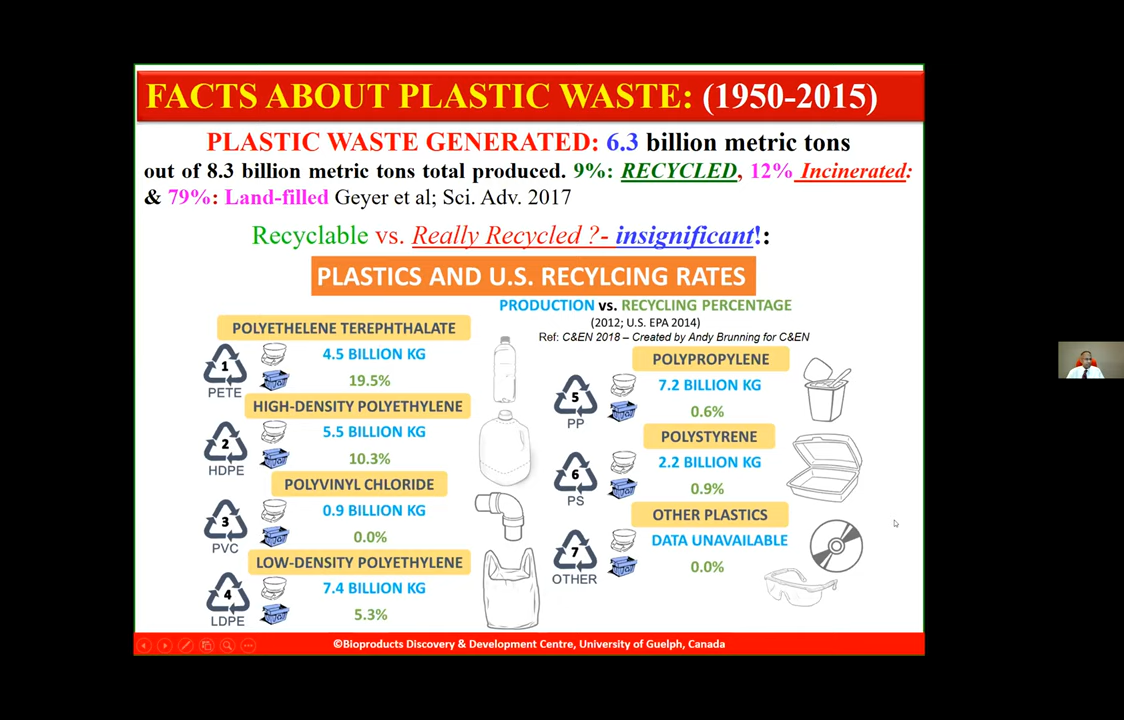 FACTS ABOUT PLASTIC WASTE: (1950-2015)
PLASTIC WASTE GENERATED: 6.3 billion metric tons
out of 8.3 billion metric tons total produced. 9%: RECYCLED, 12% Incinerated:
& 79%: Land-filled Geyer et al; Sci. Adv. 2017
Recyclable vs. Really Recycled ?- insignificant!:
PLASTICS AND U.S. RECYLCING RATES
PRODUCTION vs. RECYCLING PERCENTAGE
(2012; U.S. EPA 2014)
Ref: C&EN 2018 – Created by Andy Brunning for C&EN
POLYETHELENE TEREPHTHALATE
1
PETE
4.5 BILLION KG
19.5%
HIGH-DENSITY POLYETHYLENE
2
HDPE
5.5 BILLION KG
10.3%
POLYVINYL CHLORIDE
3
PVC
0.9 BILLION KG
0.0%
LOW-DENSITY POLYETHYLENE
4
LDPE
7.4 BILLION KG
5.3%
POLYPROPYLENE
5
PP
7.2 BILLION KG
0.6%
POLYSTYRENE
6
PS
2.2 BILLION KG
0.9%
OTHER PLASTICS
7
OTHER
DATA UNAVAILABLE
0.0%
©Bioproducts Discovery & Development Centre, University of Guelph, Canada